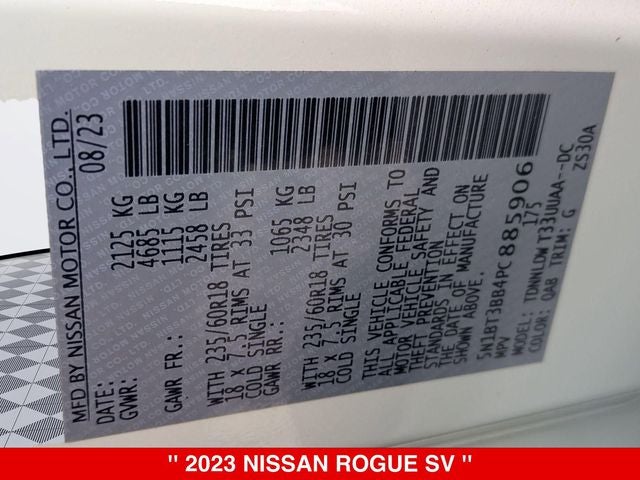 MFD BY NISSAN MOTOR CO., LTD.
DATE: 08/23
GVWR: 2125 KG
4685 LB
GAWR FR.: 1115 KG
2458 LB
WITH 235/60R18 TIRES
18 X 7.5 RIMS AT 33 PSI
COLD SINGLE
GAWR RR.: 1065 KG
2348 LB
WITH 235/60R18 TIRES
18 X 7.5 RIMS AT 30 PSI
COLD SINGLE
THIS VEHICLE CONFORMS TO
ALL APPLICABLE FEDERAL
MOTOR VEHICLE SAFETY AND
THEFT PREVENTION
STANDARDS IN EFFECT ON
THE DATE OF MANUFACTURE
SHOWN ABOVE.
5N1BT3BB4PC885906
MPV 175
MODEL: TDNNLDW T33UUAA--DC
COLOR: QAB TRIM: G
ZS30A
" 2023 NISSAN ROGUE SV "